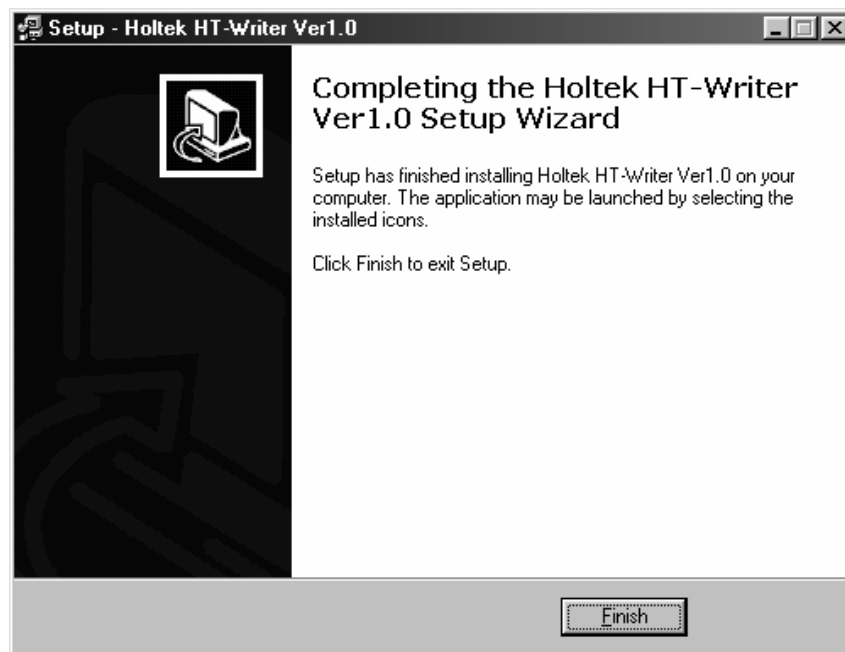 Setup - Holtek HT-Writer Ver1.0
Completing the Holtek HT-Writer
Ver1.0 Setup Wizard
Setup has finished installing Holtek HT-Writer Ver1.0 on your
computer. The application may be launched by selecting the
installed icons.
Click Finish to exit Setup.
Finish